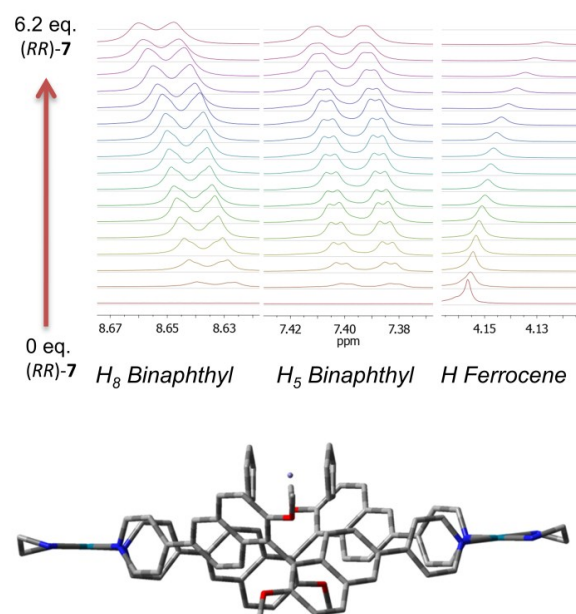 6.2 eq.
(RR)-7
0 eq.
(RR)-7
8.67 8.65 8.63
7.42 7.40 7.38
ppm
4.15 4.13
H8 Binaphthyl
H5 Binaphthyl
H Ferrocene